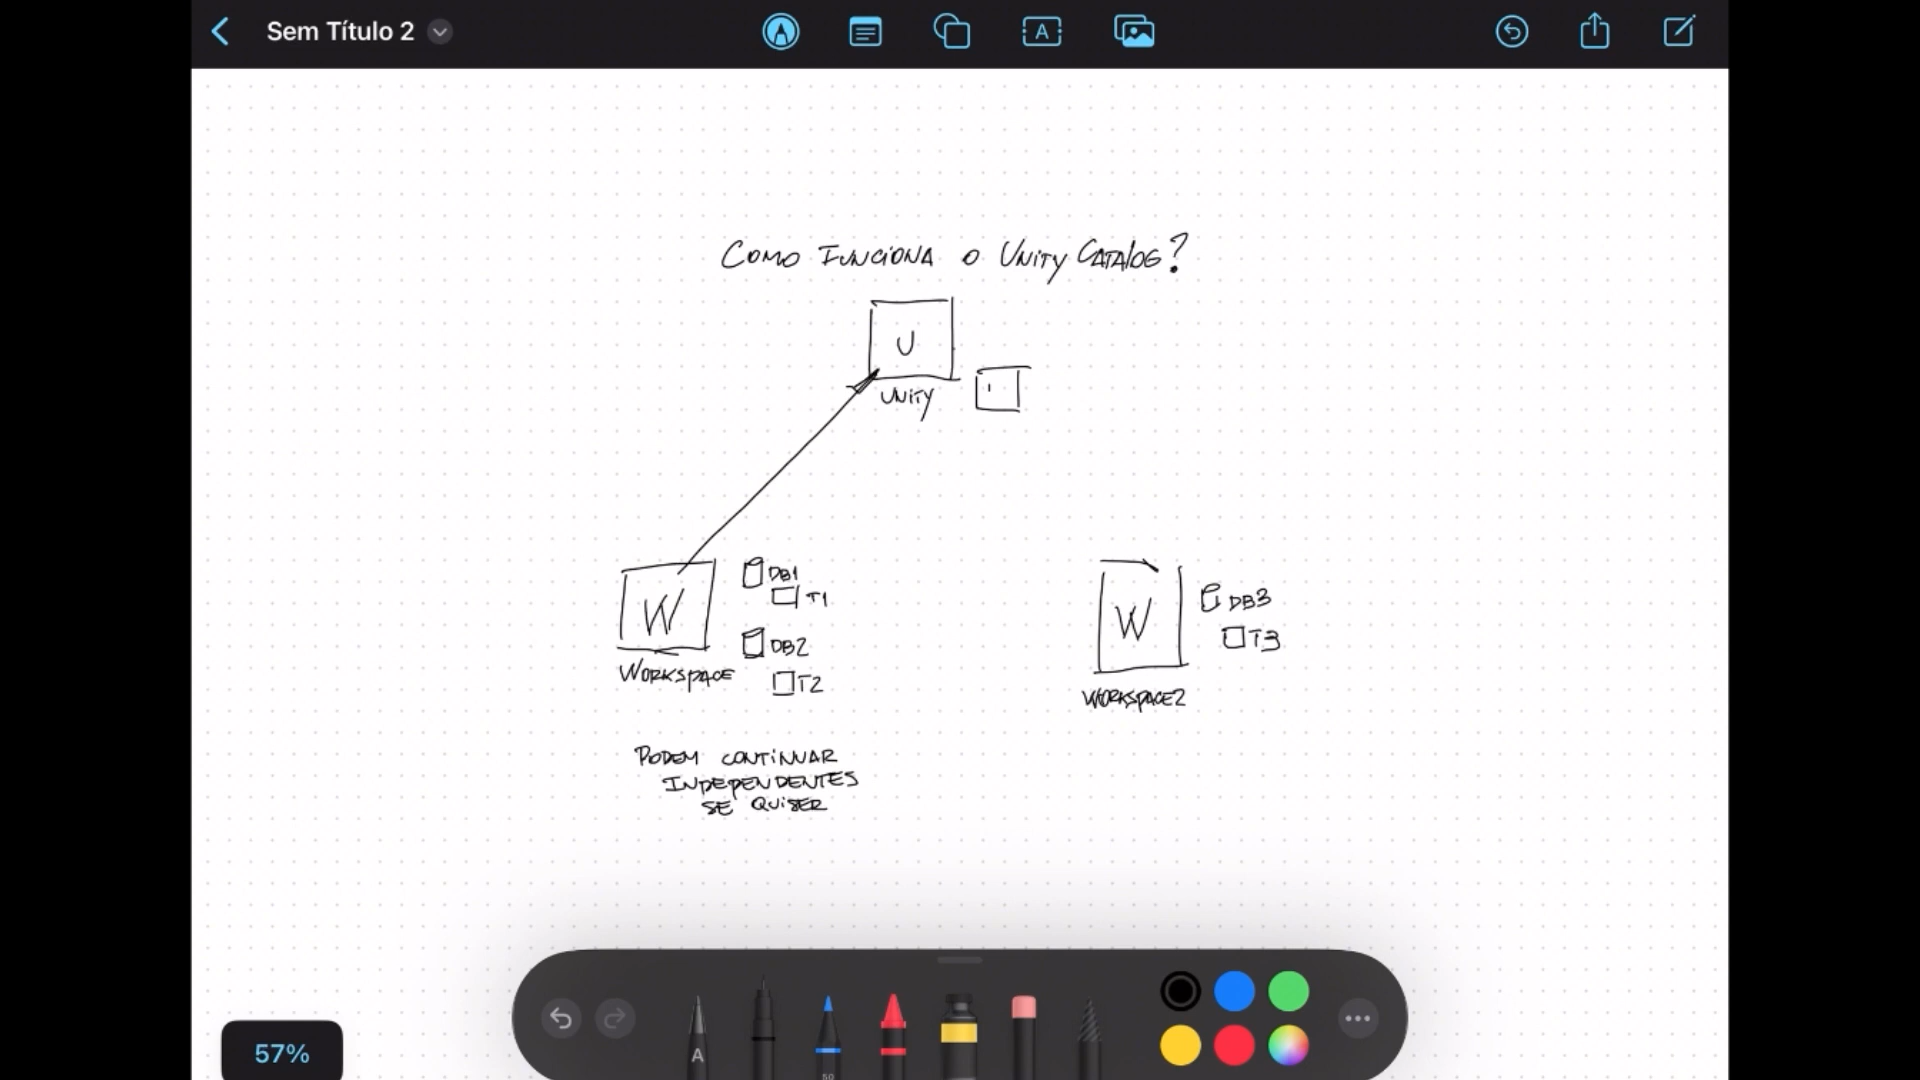 Sem Título 2
A
COMO FUNCIONA O UNITY CATALOG?
U
UNITY
W
DB1
T1
DB2
WORKSPACE
T2
W
DB3
T3
WORKSPACE2
PODEM CONTINUAR
INDEPENDENTES
SE QUISER
57%
A
50